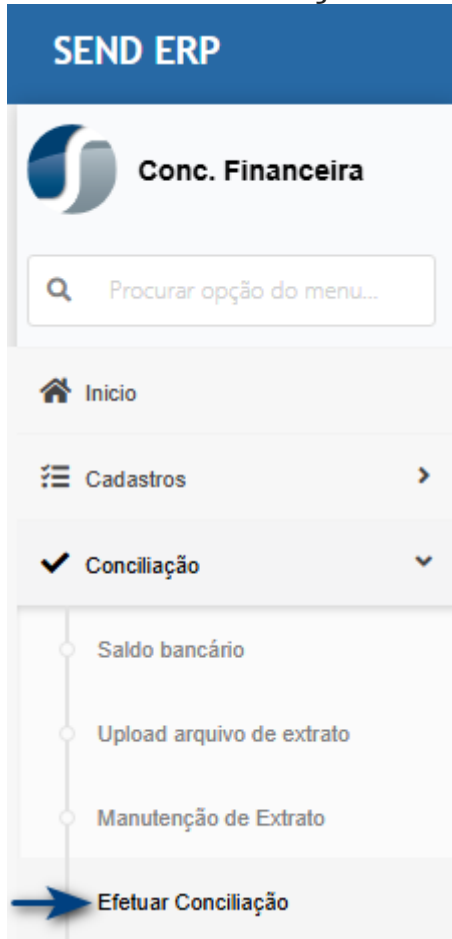 SEND ERP
Conc. Financeira
Procurar opção do menu...
Inicio
Cadastros
Conciliação
Saldo bancário
Upload arquivo de extrato
Manutenção de Extrato
Efetuar Conciliação